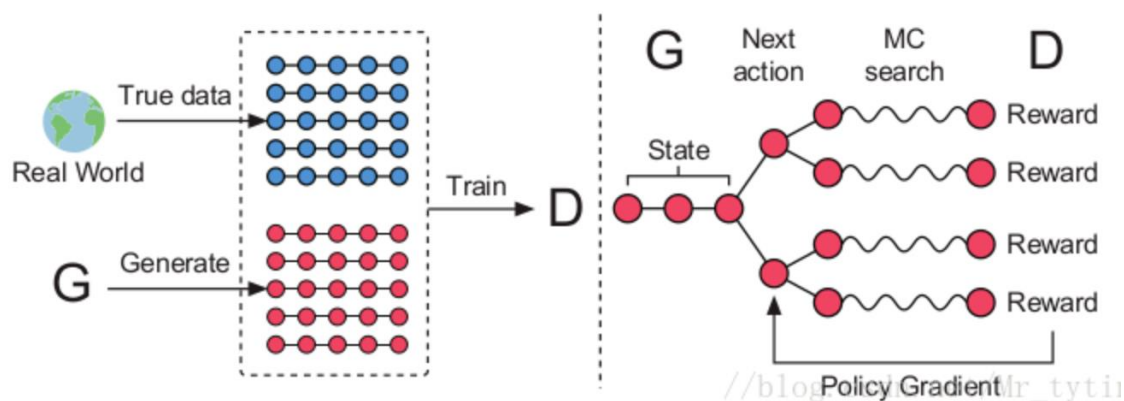 True data
Real World
G
Generate
Train
D
G
Next
action
MC
search
D
State
Reward
Reward
Reward
Reward
Policy Gradient